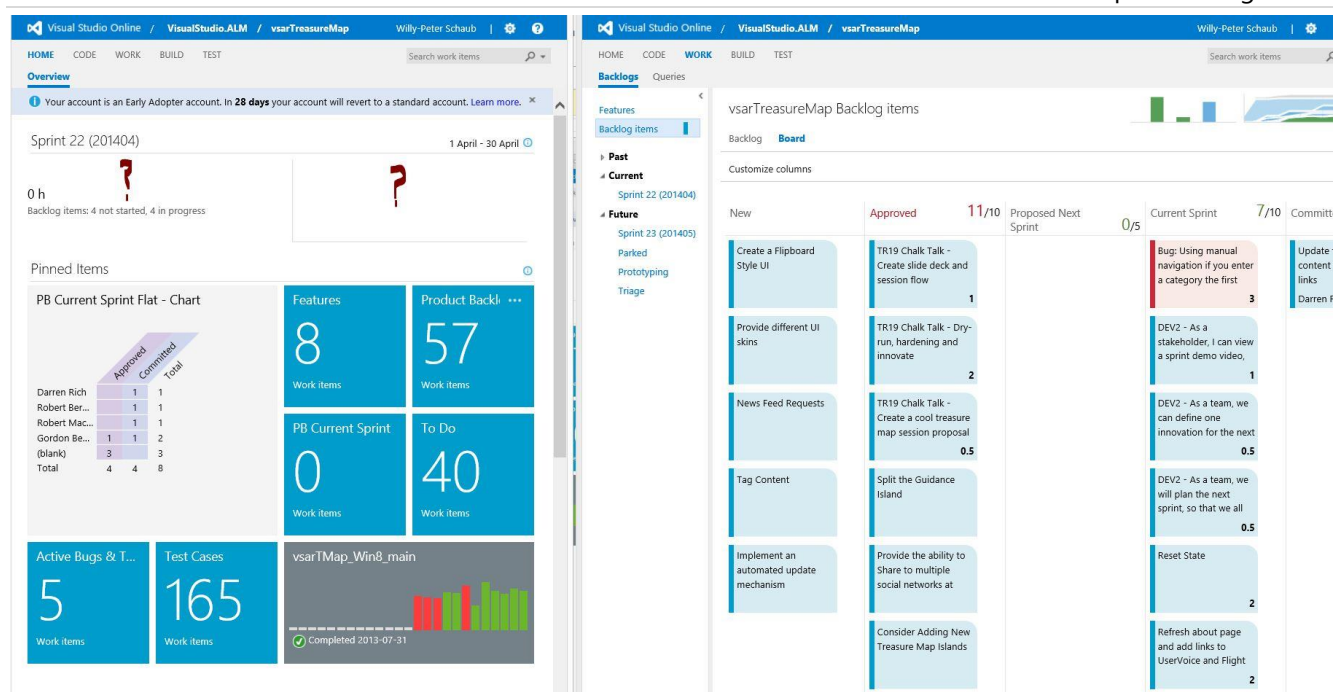 Visual Studio Online / VisualStudio.ALM / vsarTreasureMap Willy-Peter Schaub |
HOME CODE WORK BUILD TEST Search work items
Overview
Your account is an Early Adopter account. In 28 days your account will revert to a standard account. Learn more.
Sprint 22 (201404) 1 April - 30 April
? ?
0 h
Backlog items: 4 not started, 4 in progress
Pinned Items
PB Current Sprint Flat - Chart
Approved Committed Total
Darren Rich 1 1
Robert Ber... 1 1
Robert Mac... 1 1
Gordon Be... 1 1 2
(blank) 3 3
Total 4 4 8
Features
8
Work items
Product Backl ...
57
Work items
PB Current Sprint
0
Work items
To Do
40
Work items
Active Bugs & T...
5
Work items
Test Cases
165
Work items
vsarTMap_Win8_main
Completed 2013-07-31
Visual Studio Online / VisualStudio.ALM / vsarTreasureMap Willy-Peter Schaub |
HOME CODE WORK BUILD TEST Search work items
Backlogs Queries
Features
Backlog items
Past
Current
Sprint 22 (201404)
Future
Sprint 23 (201405)
Parked
Prototyping
Triage
vsarTreasureMap Backlog items
Backlog Board
Customize columns
New
Create a Flipboard
Style UI
Provide different UI
skins
News Feed Requests
Tag Content
Implement an
automated update
mechanism
Approved 11/10
TR19 Chalk Talk -
Create slide deck and
session flow
1
TR19 Chalk Talk - Dry-
run, hardening and
innovate
2
TR19 Chalk Talk -
Create a cool treasure
map session proposal
0.5
Split the Guidance
Island
Provide the ability to
Share to multiple
social networks at
Consider Adding New
Treasure Map Islands
Proposed Next
Sprint 0/5
Current Sprint 7/10
Bug: Using manual
navigation if you enter
a category the first
3
DEV2 - As a
stakeholder, I can view
a sprint demo video,
1
DEV2 - As a team, we
can define one
innovation for the next
0.5
DEV2 - As a team, we
will plan the next
sprint, so that we all
0.5
Reset State
2
Refresh about page
and add links to
UserVoice and Flight
2
Committ
Update
content
links
Darren R